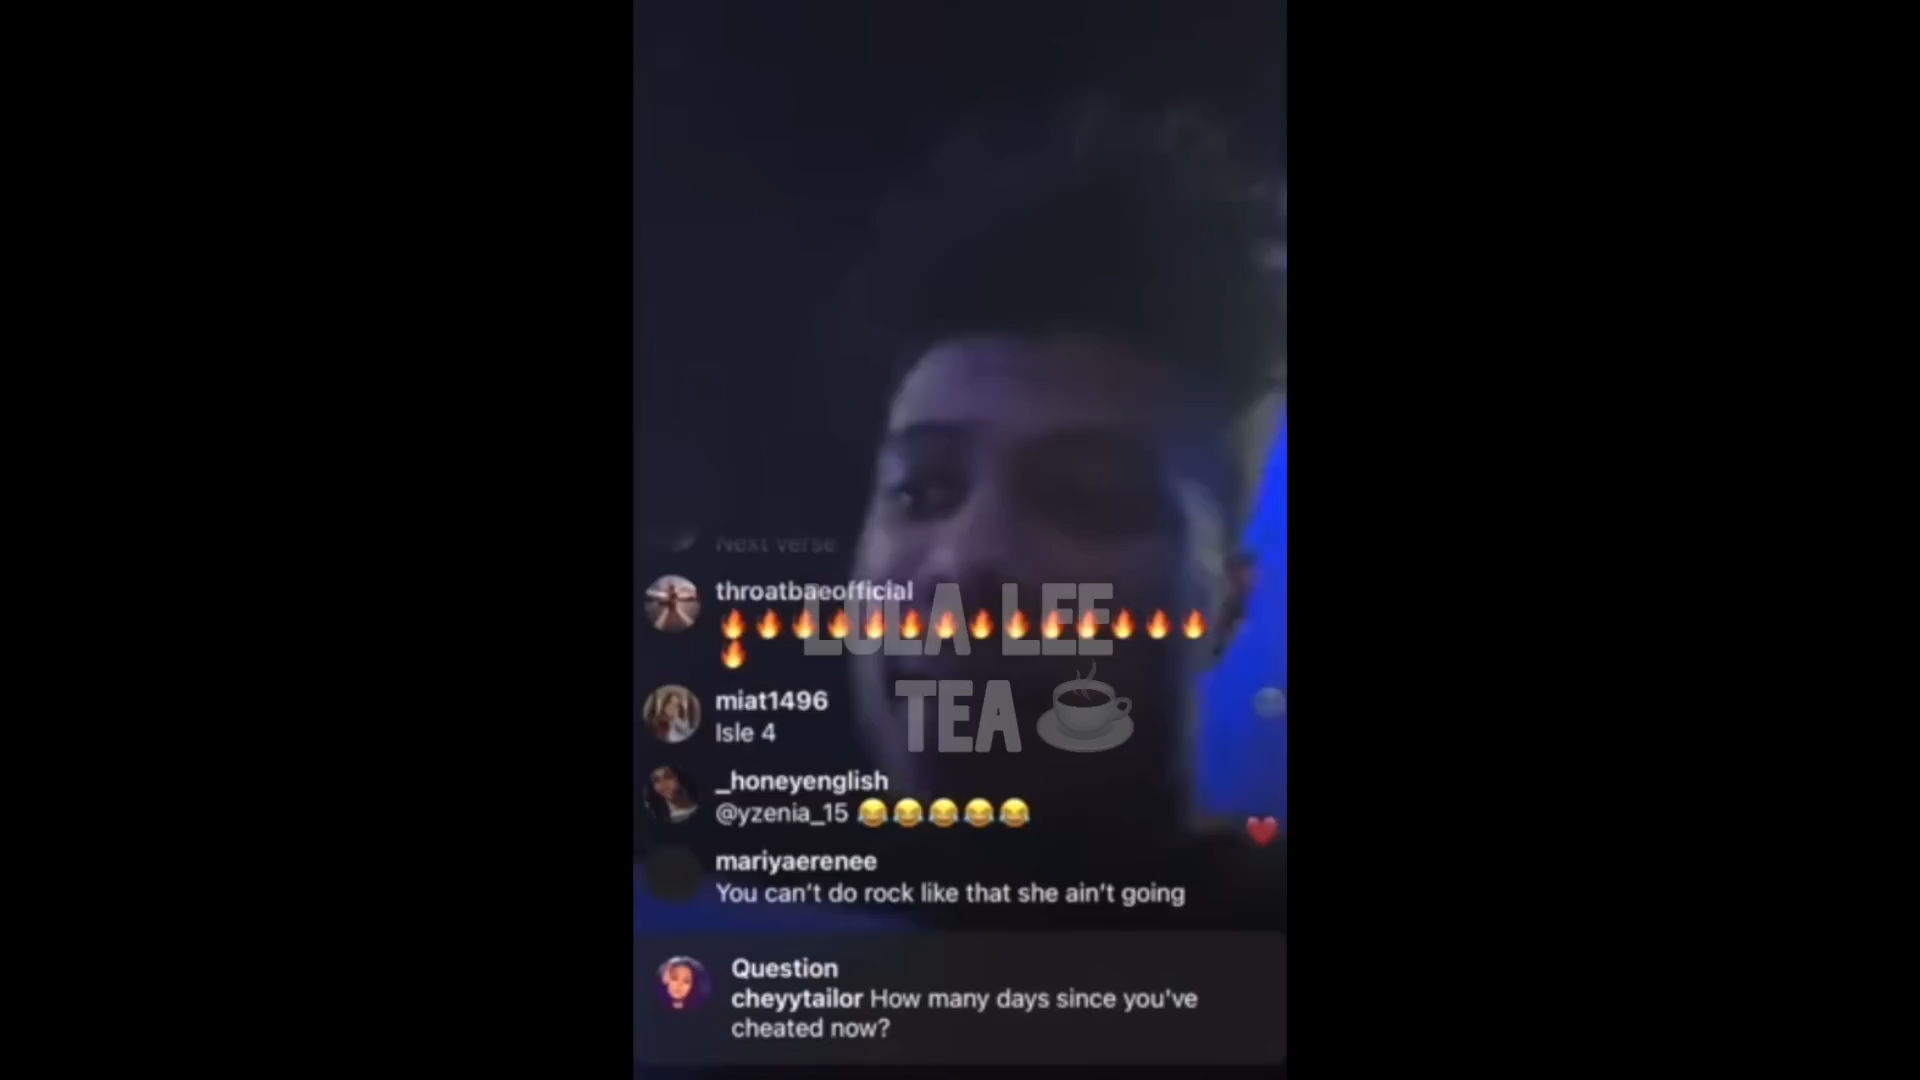 Next verse
throatbaeofficial
🔥🔥🔥🔥🔥🔥🔥🔥🔥🔥🔥🔥🔥🔥
🔥
LULA LEE
TEA
miat1496
Isle 4
_honeyenglish
@yzenia_15 😂😂😂😂😂
mariyaerenee
You can't do rock like that she ain't going
Question
cheyytailor How many days since you've
cheated now?